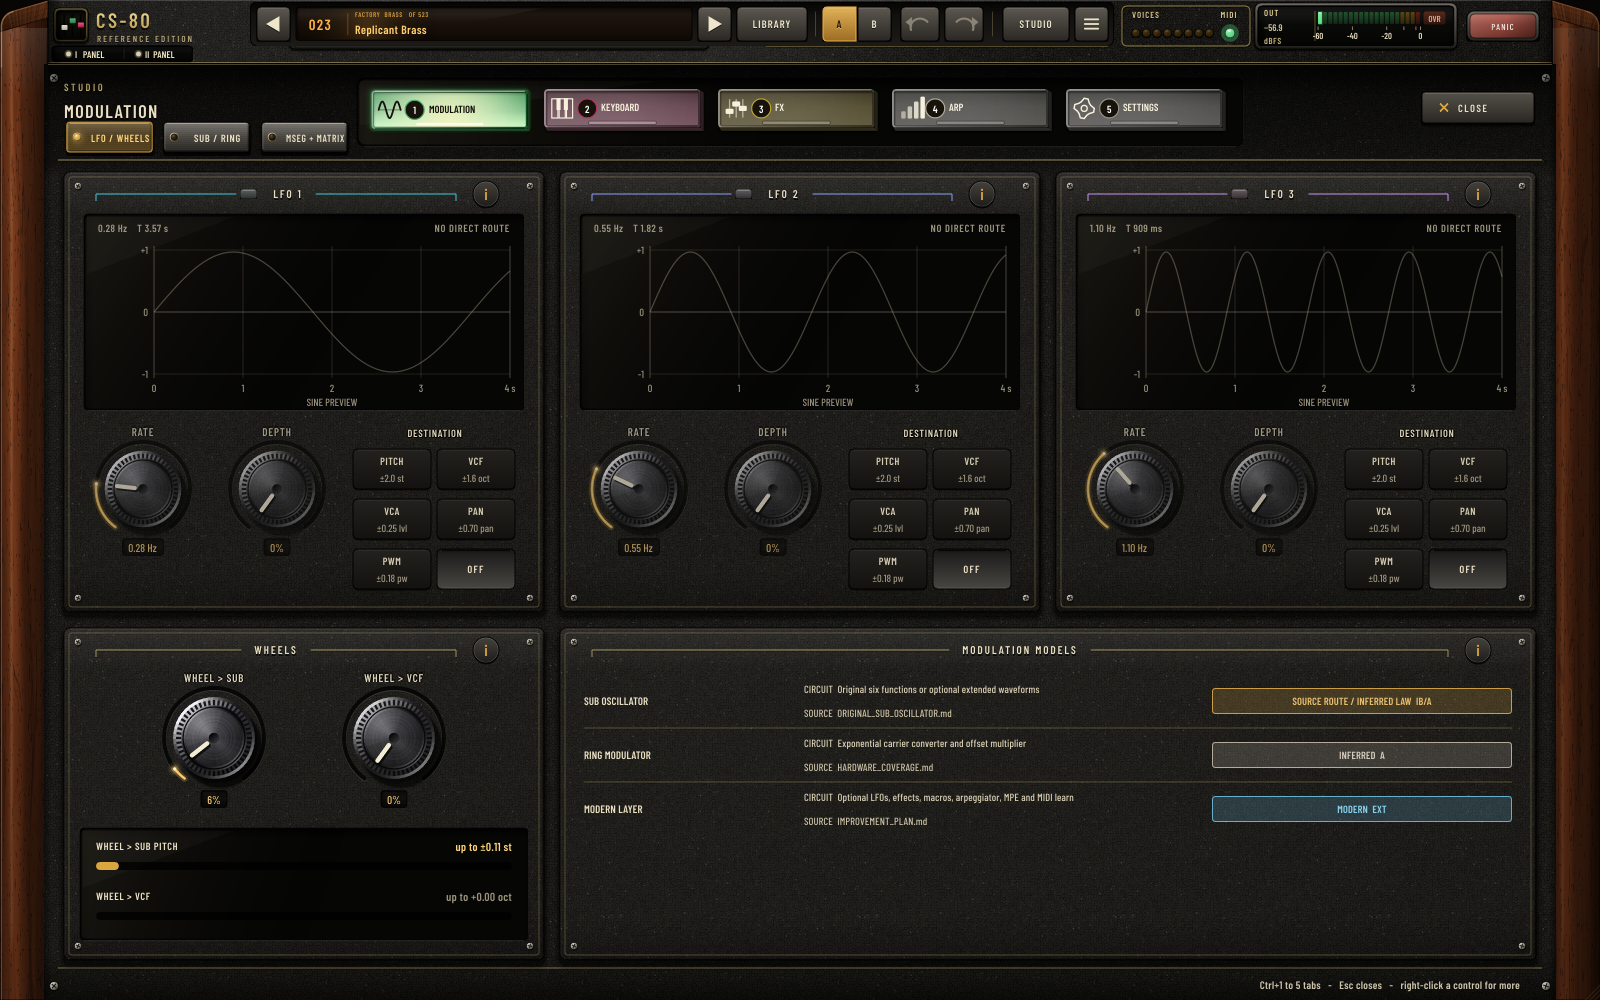 CS-80
REFERENCE EDITION
I PANEL
II PANEL
023
FACTORY BRASS OF 523
Replicant Brass
LIBRARY
A
B
STUDIO
VOICES
MIDI
OUT
-56.9
dBFS
-60 -40 -20 0
OVR
PANIC
STUDIO
MODULATION
LFO / WHEELS
SUB / RING
MSEG + MATRIX
1 MODULATION
2 KEYBOARD
3 FX
4 ARP
5 SETTINGS
× CLOSE
LFO 1
i
0.28 Hz T 3.57 s
NO DIRECT ROUTE
+1
0
-1
0 1 2 3 4 s
SINE PREVIEW
RATE
0.28 Hz
DEPTH
0%
DESTINATION
PITCH
±2.0 st
VCF
±1.6 oct
VCA
±0.25 lvl
PAN
±0.70 pan
PWM
±0.18 pw
OFF
LFO 2
i
0.55 Hz T 1.82 s
NO DIRECT ROUTE
+1
0
-1
0 1 2 3 4 s
SINE PREVIEW
RATE
0.55 Hz
DEPTH
0%
DESTINATION
PITCH
±2.0 st
VCF
±1.6 oct
VCA
±0.25 lvl
PAN
±0.70 pan
PWM
±0.18 pw
OFF
LFO 3
i
1.10 Hz T 909 ms
NO DIRECT ROUTE
+1
0
-1
0 1 2 3 4 s
SINE PREVIEW
RATE
1.10 Hz
DEPTH
0%
DESTINATION
PITCH
±2.0 st
VCF
±1.6 oct
VCA
±0.25 lvl
PAN
±0.70 pan
PWM
±0.18 pw
OFF
WHEELS
i
WHEEL > SUB
6%
WHEEL > VCF
0%
WHEEL > SUB PITCH
up to ±0.11 st
WHEEL > VCF
up to +0.00 oct
MODULATION MODELS
i
SUB OSCILLATOR
CIRCUIT Original six functions or optional extended waveforms
SOURCE ORIGINAL_SUB_OSCILLATOR.md
SOURCE ROUTE / INFERRED LAW IB/A
RING MODULATOR
CIRCUIT Exponential carrier converter and offset multiplier
SOURCE HARDWARE_COVERAGE.md
INFERRED A
MODERN LAYER
CIRCUIT Optional LFOs, effects, macros, arpeggiator, MPE and MIDI learn
SOURCE IMPROVEMENT_PLAN.md
MODERN EXT
Ctrl+1 to 5 tabs - Esc closes - right-click a control for more